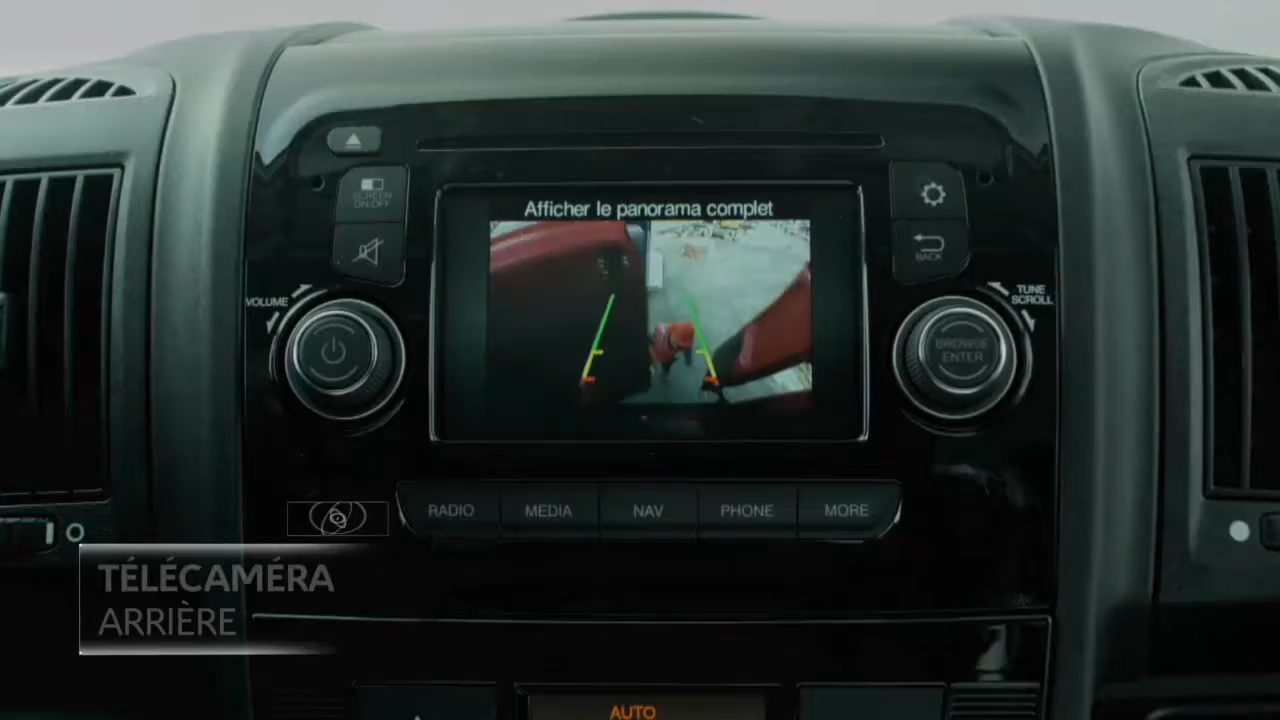 SCREEN
ON/OFF
Afficher le panorama complet
BACK
VOLUME
TUNE
SCROLL
BROWSE
ENTER
RADIO
MEDIA
NAV
PHONE
MORE
TÉLÉCAMÉRA
ARRIÈRE
AUTO